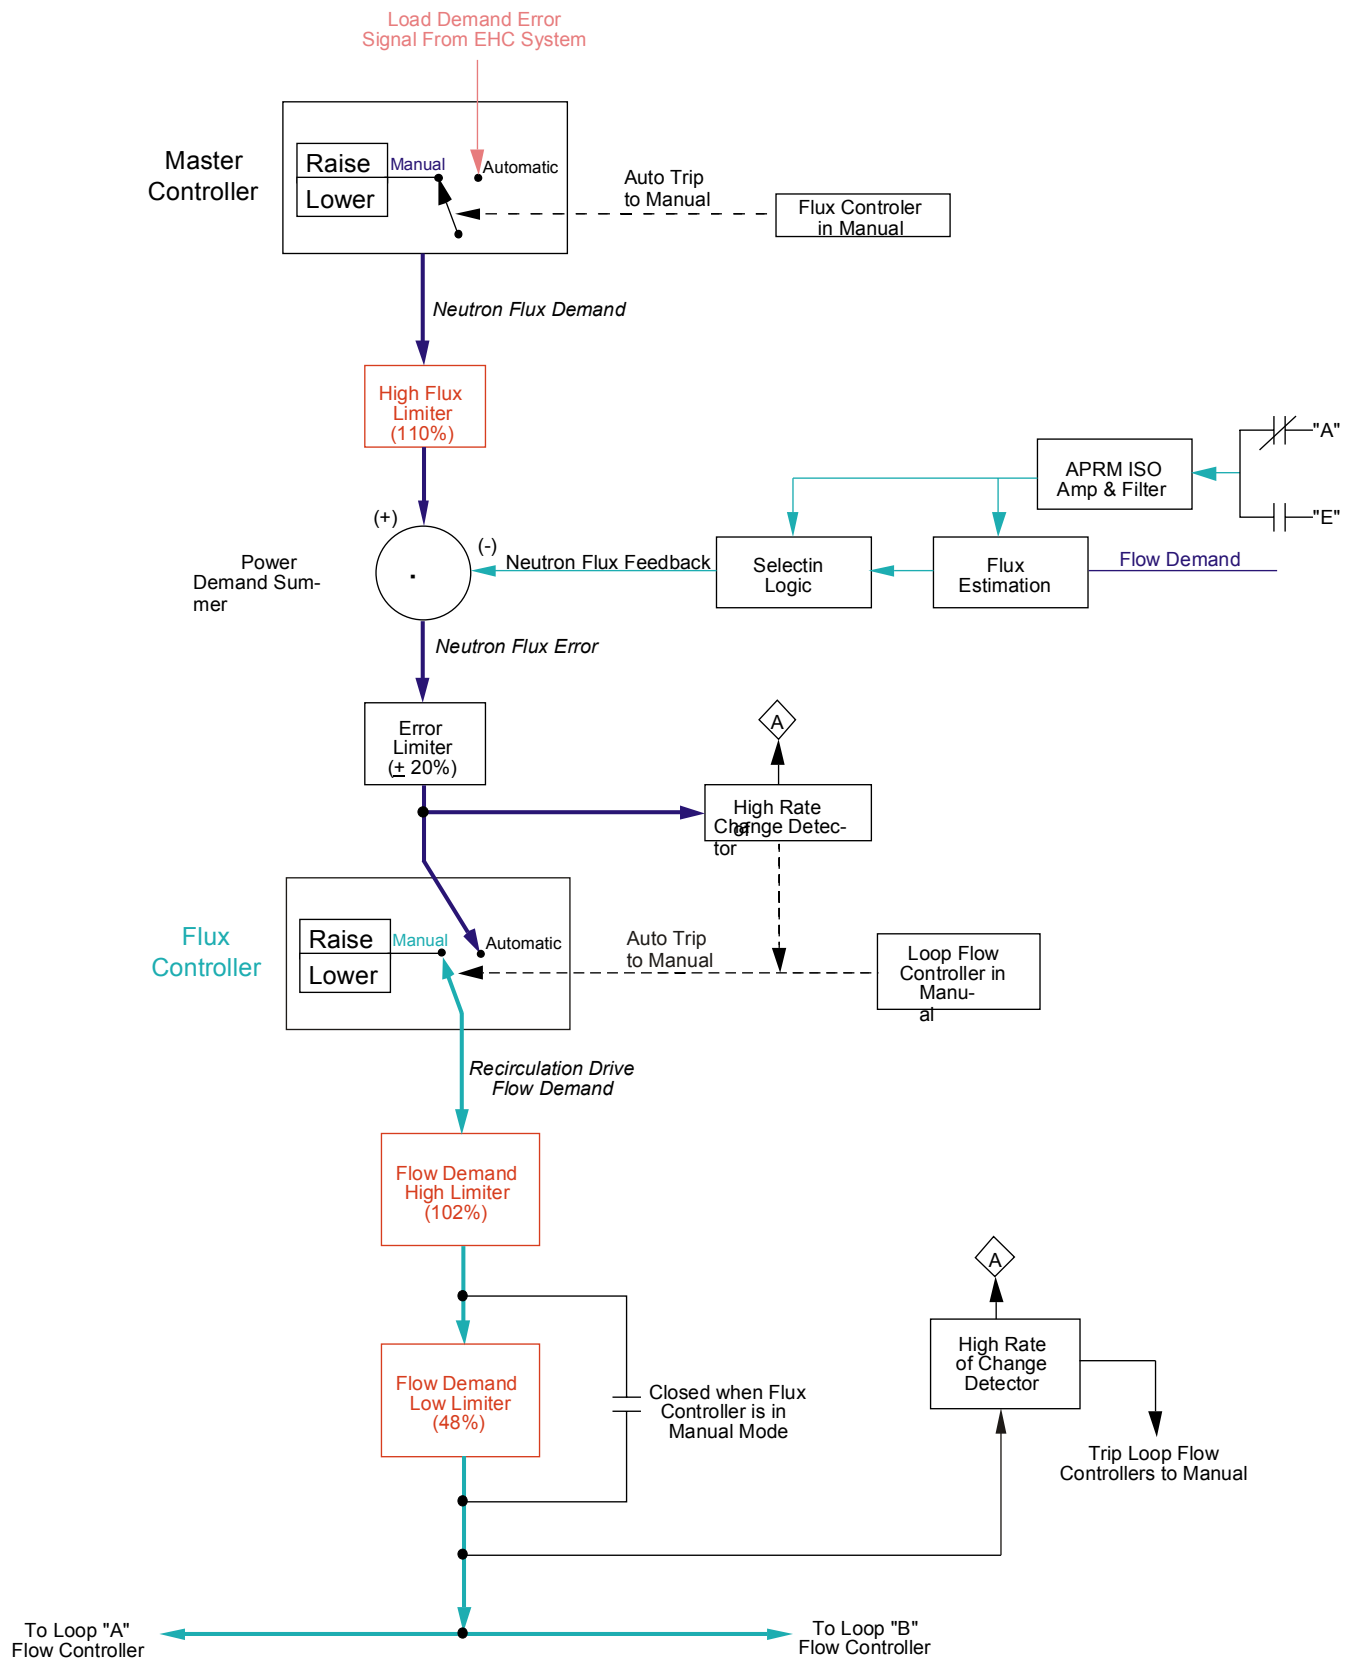 Load Demand Error
Signal From EHC System
Master
Controller
Raise
Lower
Manual
Automatic
Auto Trip
to Manual
Flux Controler
in Manual
Neutron Flux Demand
High Flux
Limiter
(110%)
"A"
APRM ISO
Amp & Filter
"E"
(+)
(-)
Power
Demand Sum-
mer
.
Neutron Flux Feedback
Selectin
Logic
Flux
Estimation
Flow Demand
Neutron Flux Error
Error
Limiter
(± 20%)
A
High Rate
of
Change Detec-
tor
Flux
Controller
Raise
Lower
Manual
Automatic
Auto Trip
to Manual
Loop Flow
Controller in
Manu-
al
Recirculation Drive
Flow Demand
Flow Demand
High Limiter
(102%)
A
High Rate
of Change
Detector
Flow Demand
Low Limiter
(48%)
Closed when Flux
Controller is in
Manual Mode
Trip Loop Flow
Controllers to Manual
To Loop "A"
Flow Controller
To Loop "B"
Flow Controller